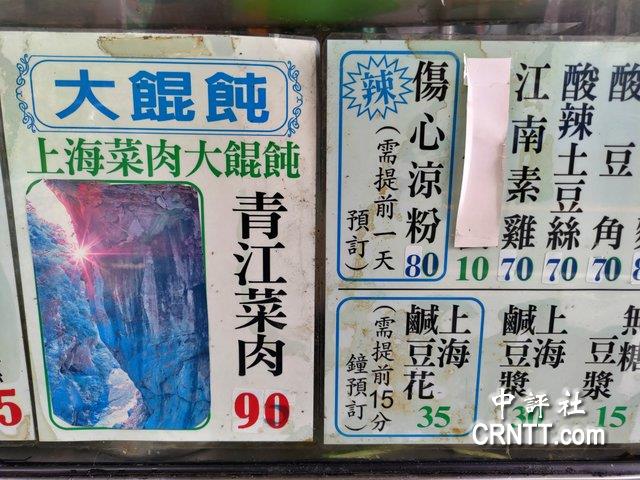 大餛飩
上海菜肉大餛飩
青江菜肉
90
5
辣
傷心涼粉
(需提前一天
預訂)
80
10
江南素雞
70
酸辣土豆絲
70
酸豆角
70
8
上海
鹹豆花
(需提前15分
鐘預訂)
35
上海
鹹豆漿
3
無糖
豆漿
15
中評社
CRNTT.com